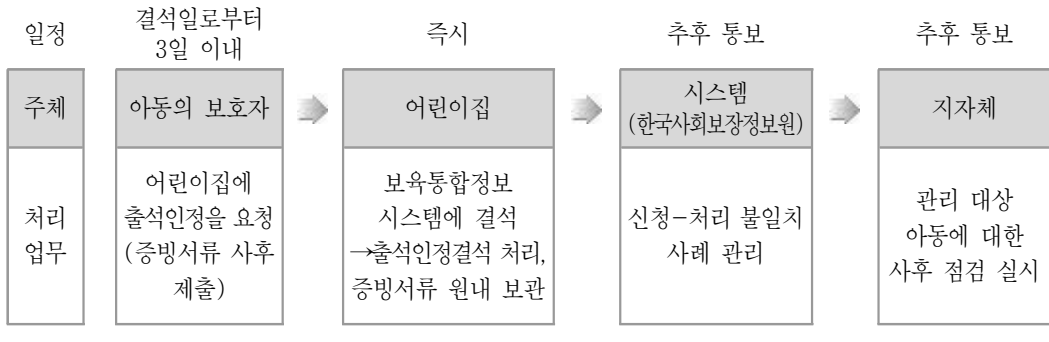 일정
결석일로부터
3일 이내
즉시
추후 통보
추후 통보
주체
아동의 보호자
어린이집
시스템
(한국사회보장정보원)
지자체
처리
업무
어린이집에
출석인정을 요청
(증빙서류 사후
제출)
보육통합정보
시스템에 결석
→출석인정결석 처리,
증빙서류 원내 보관
신청-처리 불일치
사례 관리
관리 대상
아동에 대한
사후 점검 실시